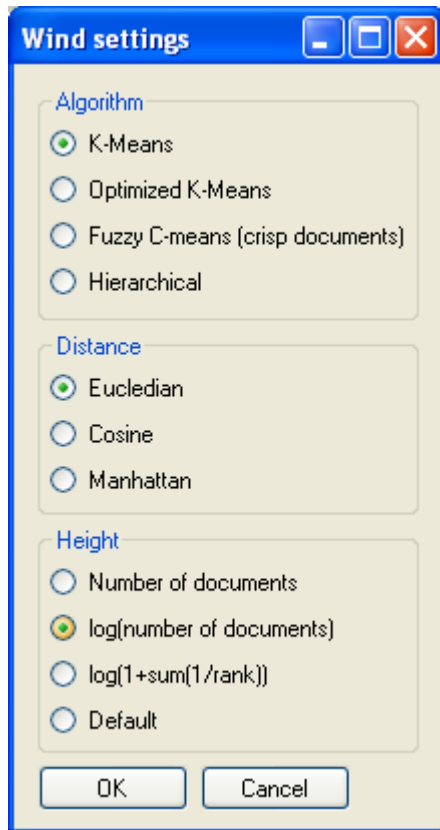 Wind settings
Algorithm
K-Means
Optimized K-Means
Fuzzy C-means (crisp documents)
Hierarchical
Distance
Eucledian
Cosine
Manhattan
Height
Number of documents
log(number of documents)
log(1+sum(1/rank))
Default
OK Cancel